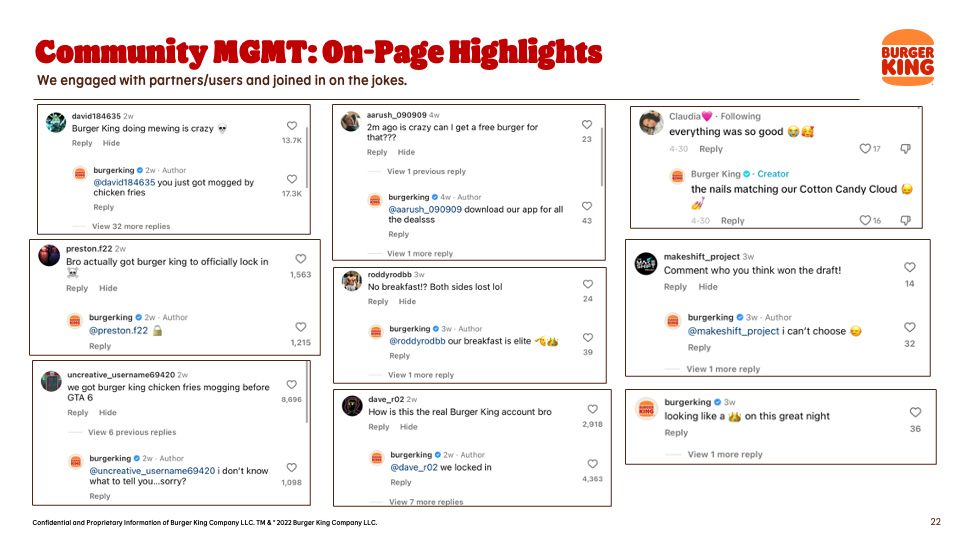 Community MGMT: On-Page Highlights
We engaged with partners/users and joined in on the jokes.
BURGER
KING
david184635 2w
Burger King doing mewing is crazy 💀
Reply Hide
13.7K
burgerking 2w · Author
@david184635 you just got mogged by
chicken fries
17.3K
Reply
View 32 more replies
preston.f22 2w
Bro actually got burger king to officially lock in
☠️
1,563
Reply Hide
burgerking 2w · Author
@preston.f22 🔒
1,215
Reply
uncreative_username69420 2w
we got burger king chicken fries mogging before
GTA 6
8,696
Reply Hide
View 6 previous replies
burgerking 2w · Author
@uncreative_username69420 i don't know
what to tell you...sorry?
1,098
Reply
aarush_090909 4w
2m ago is crazy can I get a free burger for
that???
23
Reply Hide
View 1 previous reply
burgerking 4w · Author
@aarush_090909 download our app for all
the dealsss
43
Reply
View 1 more reply
roddyrodbb 3w
No breakfast!? Both sides lost lol
24
Reply Hide
burgerking 3w · Author
@roddyrodbb our breakfast is elite
39
Reply
View 1 more reply
dave_r02 2w
How is this the real Burger King account bro
2,918
Reply Hide
burgerking 2w · Author
@dave_r02 we locked in
4,363
Reply
View 7 more replies
Claudia💗 · Following
everything was so good 😭🥰
4-30 Reply 17
Burger King · Creator
the nails matching our Cotton Candy Cloud
💅
4-30 Reply 16
makeshift_project 3w
Comment who you think won the draft!
14
Reply Hide
burgerking 3w · Author
@makeshift_project i can't choose
32
Reply
View 1 more reply
burgerking 3w
looking like a 👑 on this great night
36
Reply
View 1 more reply
Confidential and Proprietary Information of Burger King Company LLC. TM & ® 2022 Burger King Company LLC.
22